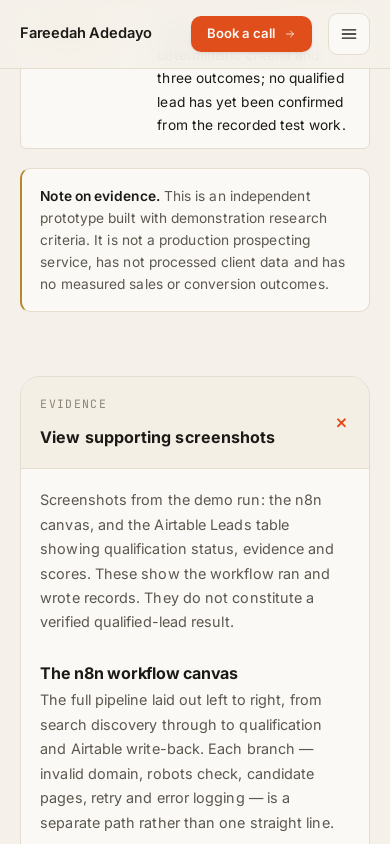 Fareedah Adedayo
Book a call →
three outcomes; no qualified
lead has yet been confirmed
from the recorded test work.
Note on evidence. This is an independent
prototype built with demonstration research
criteria. It is not a production prospecting
service, has not processed client data and has
no measured sales or conversion outcomes.
EVIDENCE
View supporting screenshots
Screenshots from the demo run: the n8n
canvas, and the Airtable Leads table
showing qualification status, evidence and
scores. These show the workflow ran and
wrote records. They do not constitute a
verified qualified-lead result.
The n8n workflow canvas
The full pipeline laid out left to right, from
search discovery through to qualification
and Airtable write-back. Each branch —
invalid domain, robots check, candidate
pages, retry and error logging — is a
separate path rather than one straight line.